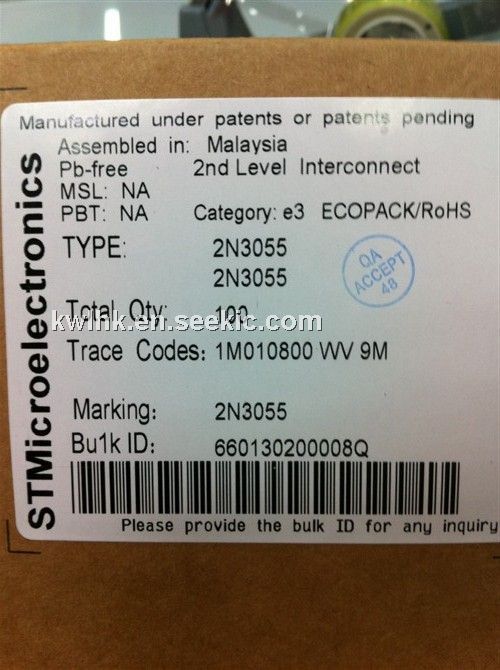 Manufactured under patents or patents pending
Assembled in: Malaysia
Pb-free 2nd Level Interconnect
MSL: NA
PBT: NA Category: e3 ECOPACK/RoHS
TYPE: 2N3055
2N3055
Total Qty: 100
kwink.en.seekic.com
Trace Codes: 1M010800 WV 9M
Marking: 2N3055
Bu1k ID: 660130200008Q
Please provide the bulk ID for any inquiry
STMicroelectronics
QA
ACCEPT
48